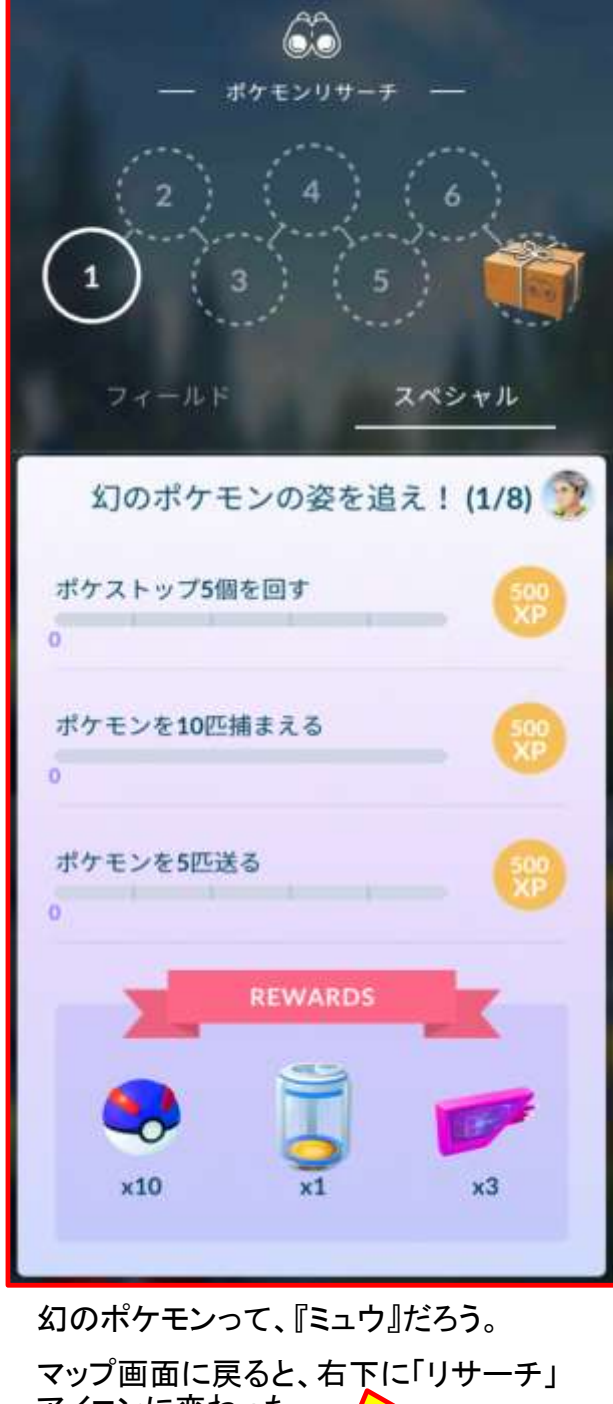 ポケモンリサーチ
2 4 6
1 3 5
フィールド スペシャル
幻のポケモンの姿を追え！ (1/8)
ポケストップ5個を回す
500 XP
0
ポケモンを10匹捕まえる
500 XP
0
ポケモンを5匹送る
500 XP
0
REWARDS
x10 x1 x3
幻のポケモンって、『ミュウ』だろう。
マップ画面に戻ると、右下に「リサーチ」